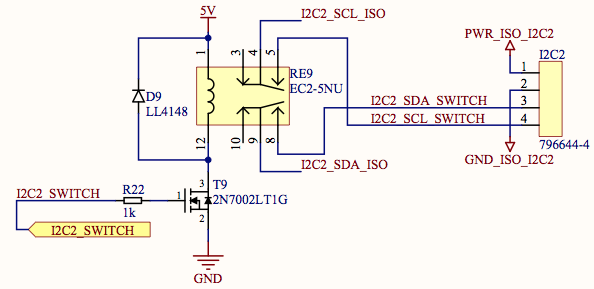 5V
I2C2_SCL_ISO
1
3
4
5
RE9
EC2-5NU
D9
LL4148
12
10
9
8
I2C2_SDA_ISO
PWR_ISO_I2C2
I2C2
1
2
3
4
I2C2_SDA_SWITCH
I2C2_SCL_SWITCH
GND_ISO_I2C2
796644-4
I2C2_SWITCH
R22
1k
T9
2N7002LT1G
3
1
2
I2C2_SWITCH
GND